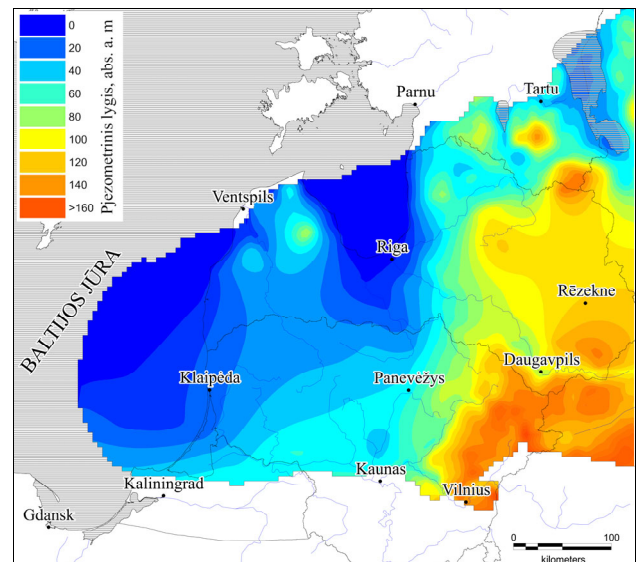 0
20
40
60
80
100
120
140
>160
Pjezometrinis lygis, abs. a. m
Parnu
Tartu
Ventspils
Riga
Rēzekne
BALTIJOS JŪRA
Daugavpils
Klaipėda
Panevėžys
Kaunas
Kaliningrad
Vilnius
Gdansk
0 100
kilometers